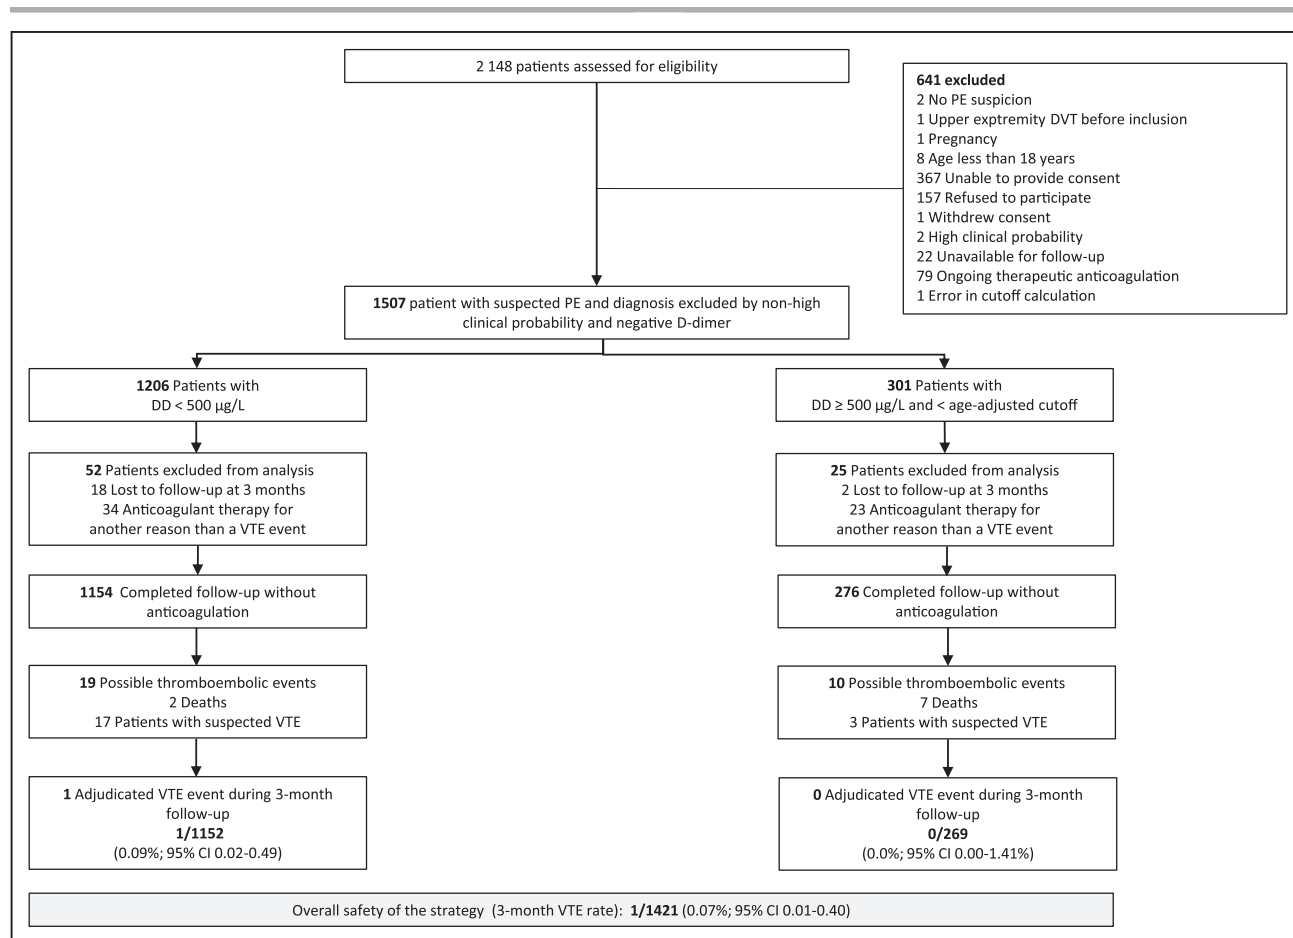 2 148 patients assessed for eligibility
641 excluded
2 No PE suspicion
1 Upper exptremity DVT before inclusion
1 Pregnancy
8 Age less than 18 years
367 Unable to provide consent
157 Refused to participate
1 Withdrew consent
2 High clinical probability
22 Unavailable for follow-up
79 Ongoing therapeutic anticoagulation
1 Error in cutoff calculation
1507 patient with suspected PE and diagnosis excluded by non-high
clinical probability and negative D-dimer
1206 Patients with
DD < 500 µg/L
301 Patients with
DD ≥ 500 µg/L and < age-adjusted cutoff
52 Patients excluded from analysis
18 Lost to follow-up at 3 months
34 Anticoagulant therapy for
another reason than a VTE event
25 Patients excluded from analysis
2 Lost to follow-up at 3 months
23 Anticoagulant therapy for
another reason than a VTE event
1154 Completed follow-up without
anticoagulation
276 Completed follow-up without
anticoagulation
19 Possible thromboembolic events
2 Deaths
17 Patients with suspected VTE
10 Possible thromboembolic events
7 Deaths
3 Patients with suspected VTE
1 Adjudicated VTE event during 3-month
follow-up
1/1152
(0.09%; 95% CI 0.02-0.49)
0 Adjudicated VTE event during 3-month
follow-up
0/269
(0.0%; 95% CI 0.00-1.41%)
Overall safety of the strategy (3-month VTE rate): 1/1421 (0.07%; 95% CI 0.01-0.40)